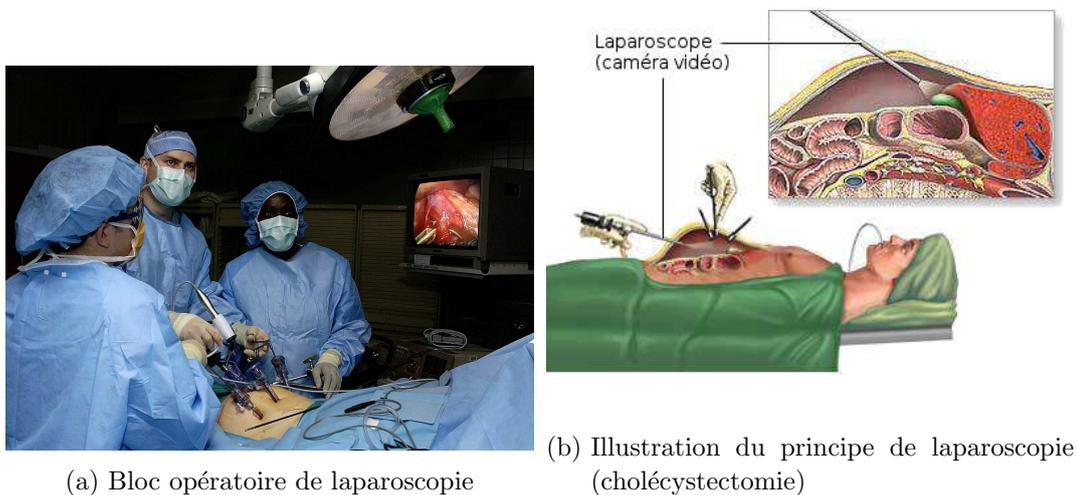 Laparoscope
(caméra vidéo)
(a) Bloc opératoire de laparoscopie
(b) Illustration du principe de laparoscopie
(cholécystectomie)